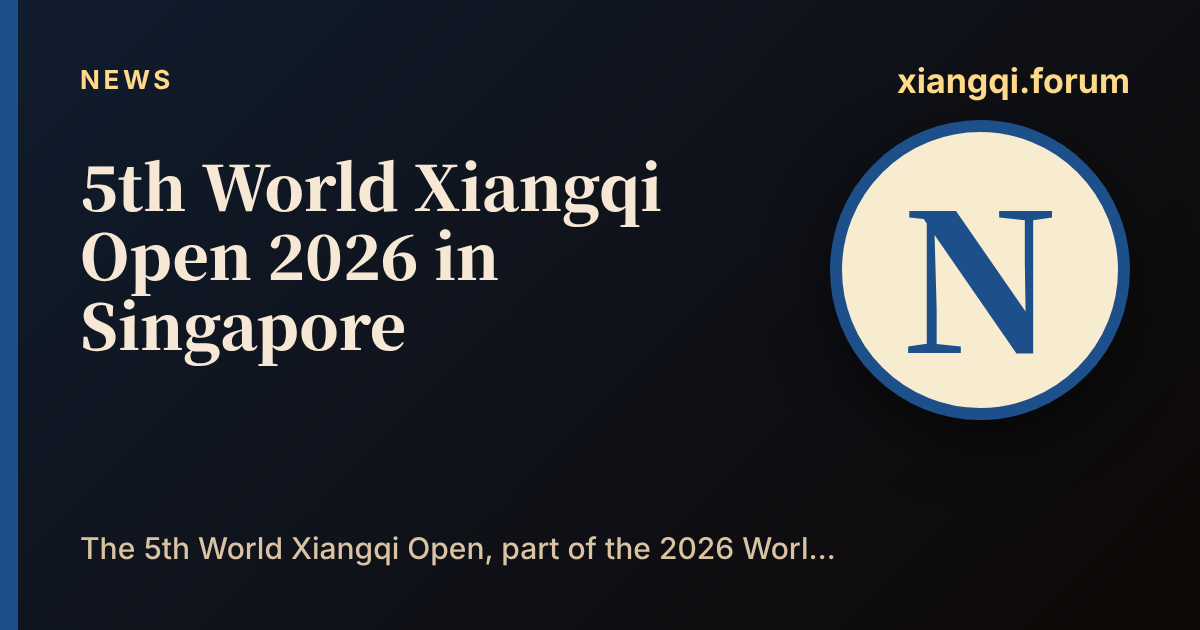 NEWS
xiangqi.forum
5th World Xiangqi
Open 2026 in
Singapore
N
The 5th World Xiangqi Open, part of the 2026 Worl...